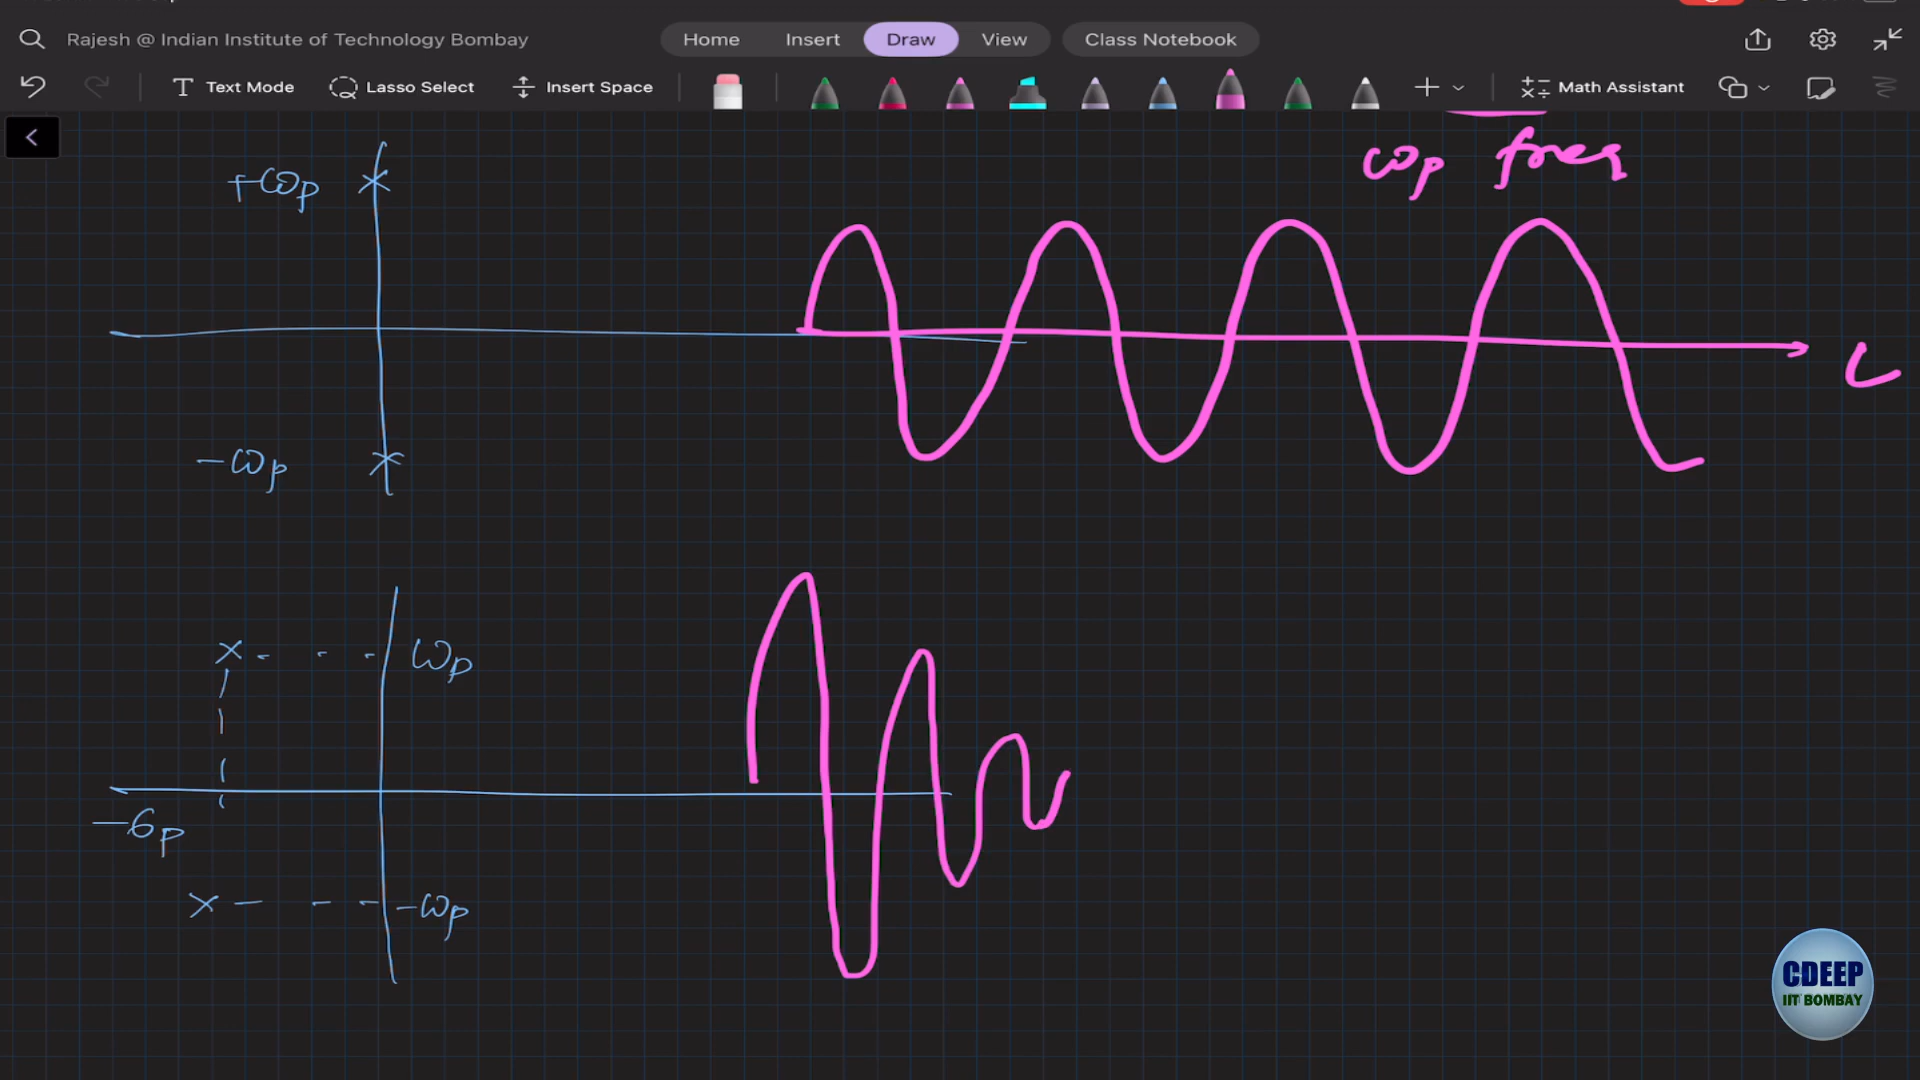 Rajesh @ Indian Institute of Technology Bombay
Home Insert Draw View Class Notebook
Text Mode Lasso Select Insert Space Math Assistant
ωp freq
+ωp
-ωp
ωp
-σp
-ωp
CDEEP
IIT BOMBAY